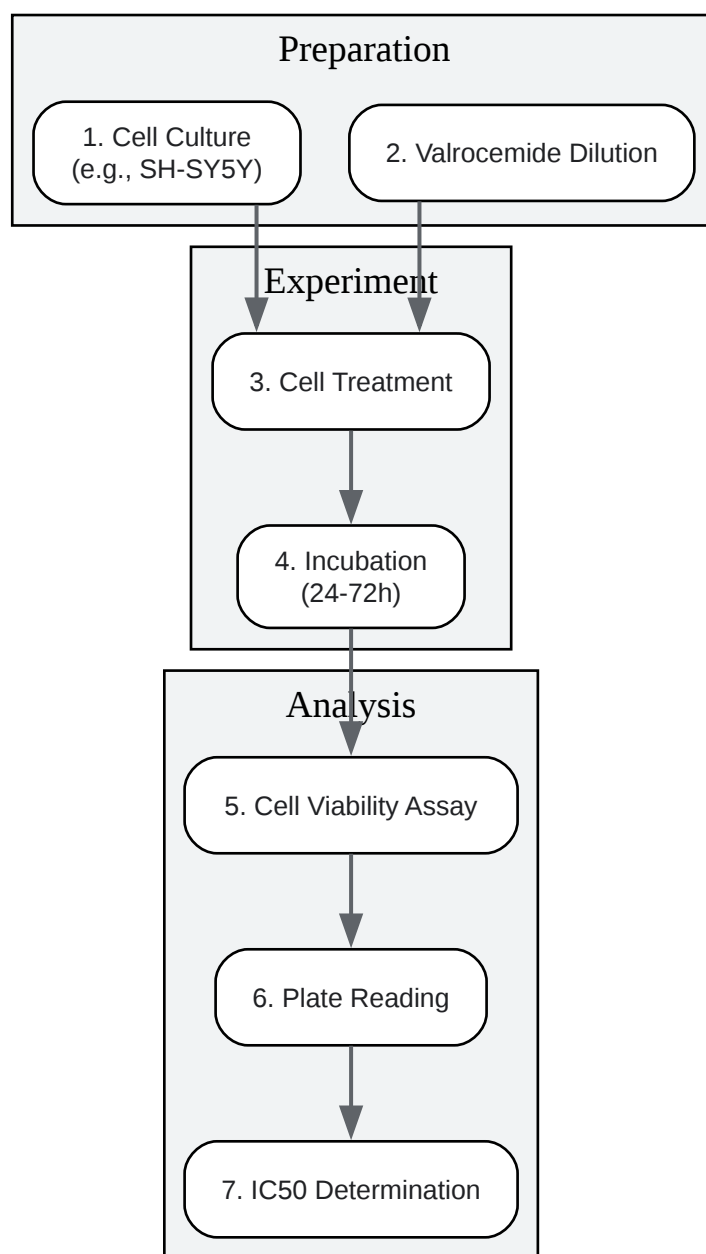 Preparation
1. Cell Culture
(e.g., SH-SY5Y)
2. Valrocemide Dilution
Experiment
3. Cell Treatment
4. Incubation
(24-72h)
Analysis
5. Cell Viability Assay
6. Plate Reading
7. IC50 Determination